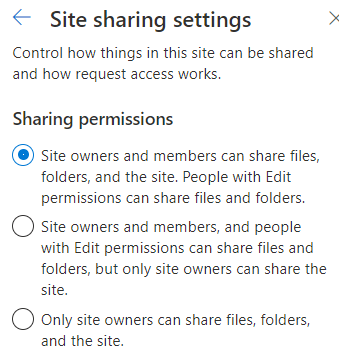 Site sharing settings
Control how things in this site can be shared
and how request access works.
Sharing permissions
Site owners and members can share files,
folders, and the site. People with Edit
permissions can share files and folders.
Site owners and members, and people
with Edit permissions can share files and
folders, but only site owners can share the
site.
Only site owners can share files, folders,
and the site.